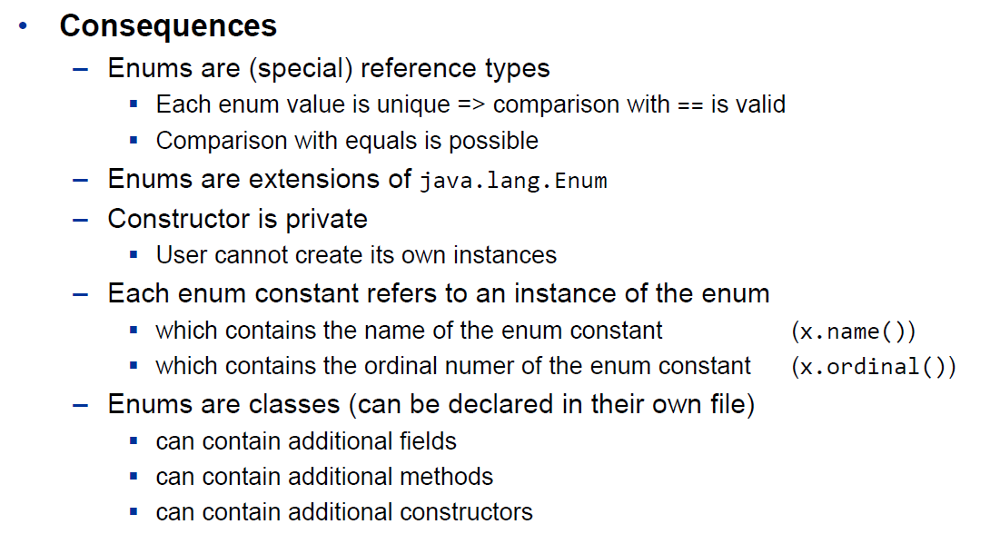 • Consequences
– Enums are (special) reference types
▪ Each enum value is unique => comparison with == is valid
▪ Comparison with equals is possible
– Enums are extensions of java.lang.Enum
– Constructor is private
▪ User cannot create its own instances
– Each enum constant refers to an instance of the enum
▪ which contains the name of the enum constant (x.name())
▪ which contains the ordinal numer of the enum constant (x.ordinal())
– Enums are classes (can be declared in their own file)
▪ can contain additional fields
▪ can contain additional methods
▪ can contain additional constructors